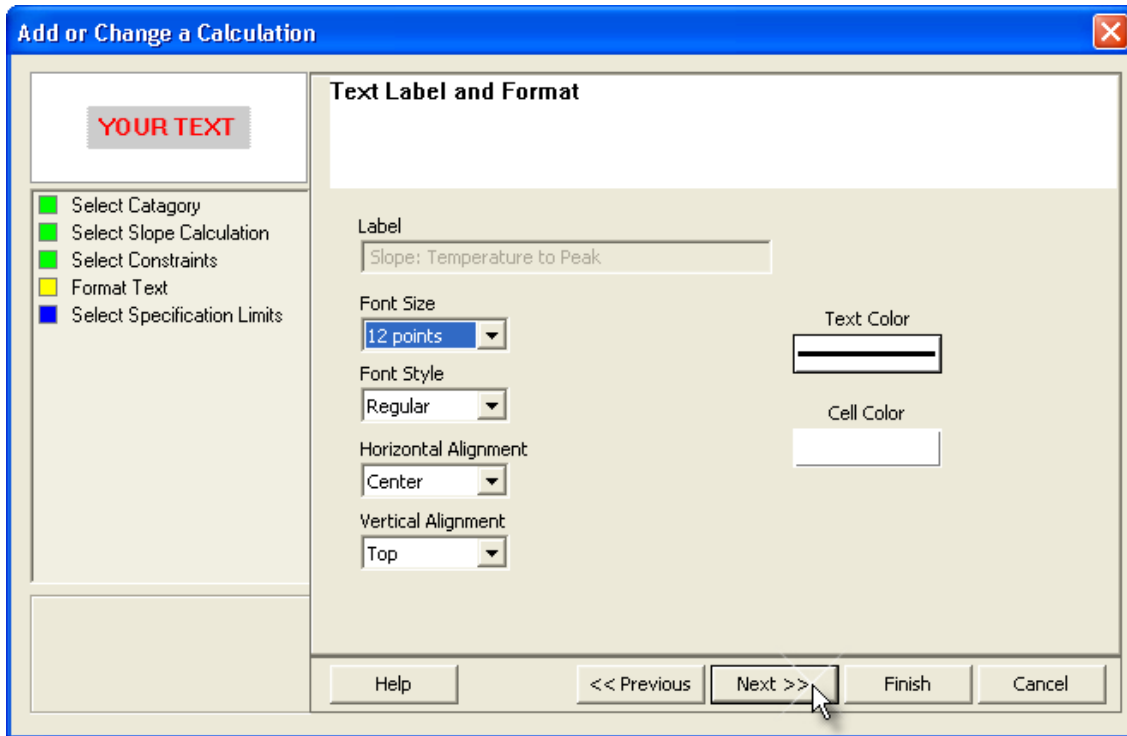 Add or Change a Calculation
YOUR TEXT
Select Catagory
Select Slope Calculation
Select Constraints
Format Text
Select Specification Limits
Text Label and Format
Label
Slope: Temperature to Peak
Font Size
12 points
Font Style
Regular
Horizontal Alignment
Center
Vertical Alignment
Top
Text Color
Cell Color
Help
<< Previous
Next >>
Finish
Cancel